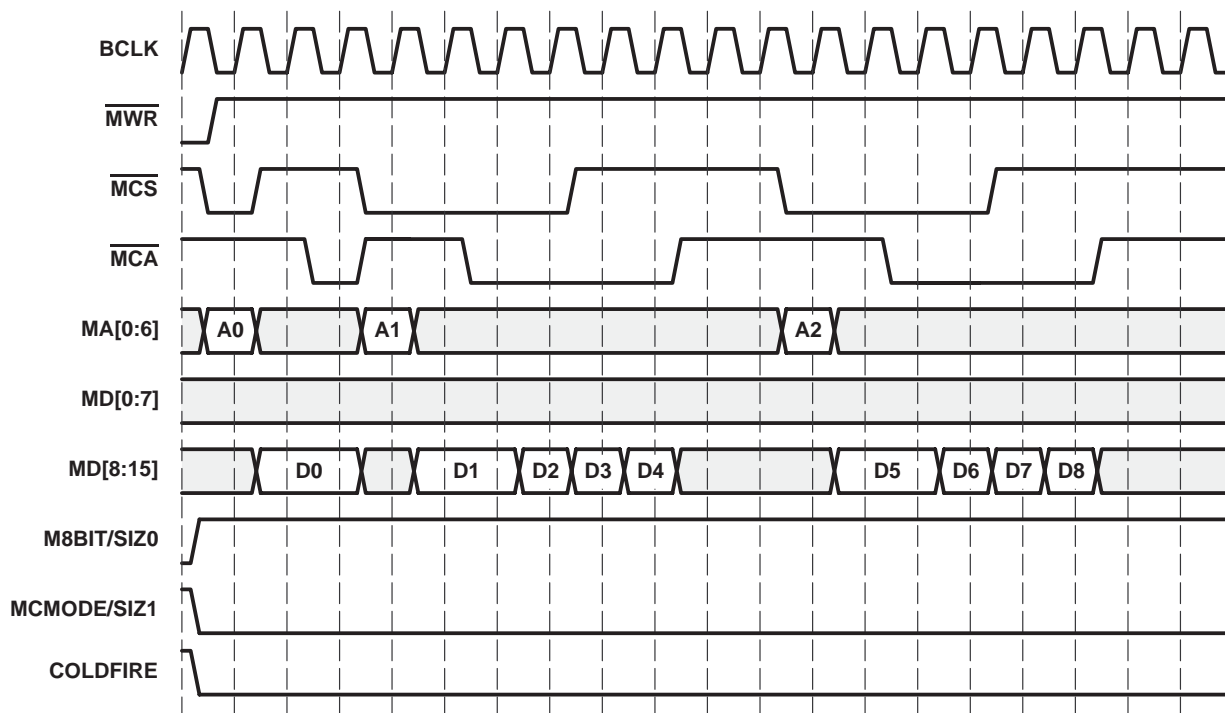 BCLK
MWR
MCS
MCA
MA[0:6] A0 A1 A2
MD[0:7]
MD[8:15] D0 D1 D2 D3 D4 D5 D6 D7 D8
M8BIT/SIZ0
MCMODE/SIZ1
COLDFIRE